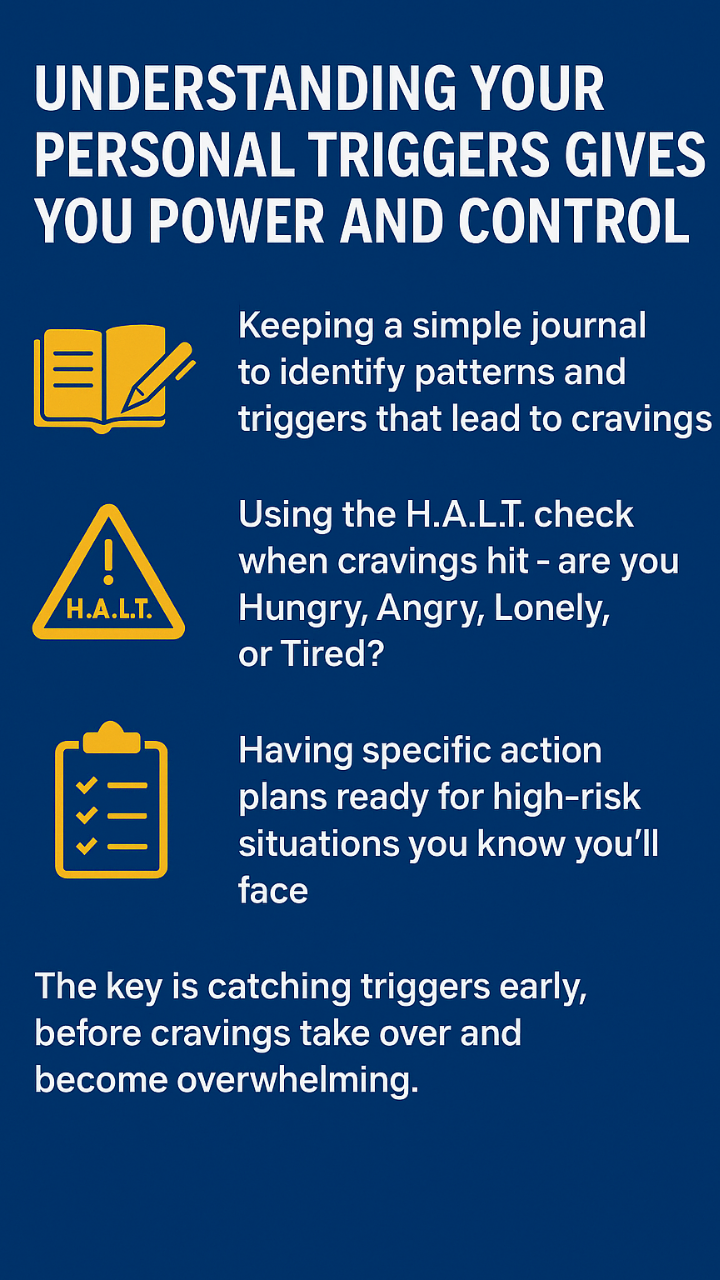 UNDERSTANDING YOUR
PERSONAL TRIGGERS GIVES
YOU POWER AND CONTROL
Keeping a simple journal
to identify patterns and
triggers that lead to cravings
H.A.L.T.
Using the H.A.L.T. check
when cravings hit - are you
Hungry, Angry, Lonely,
or Tired?
Having specific action
plans ready for high-risk
situations you know you’ll
face
The key is catching triggers early,
before cravings take over and
become overwhelming.